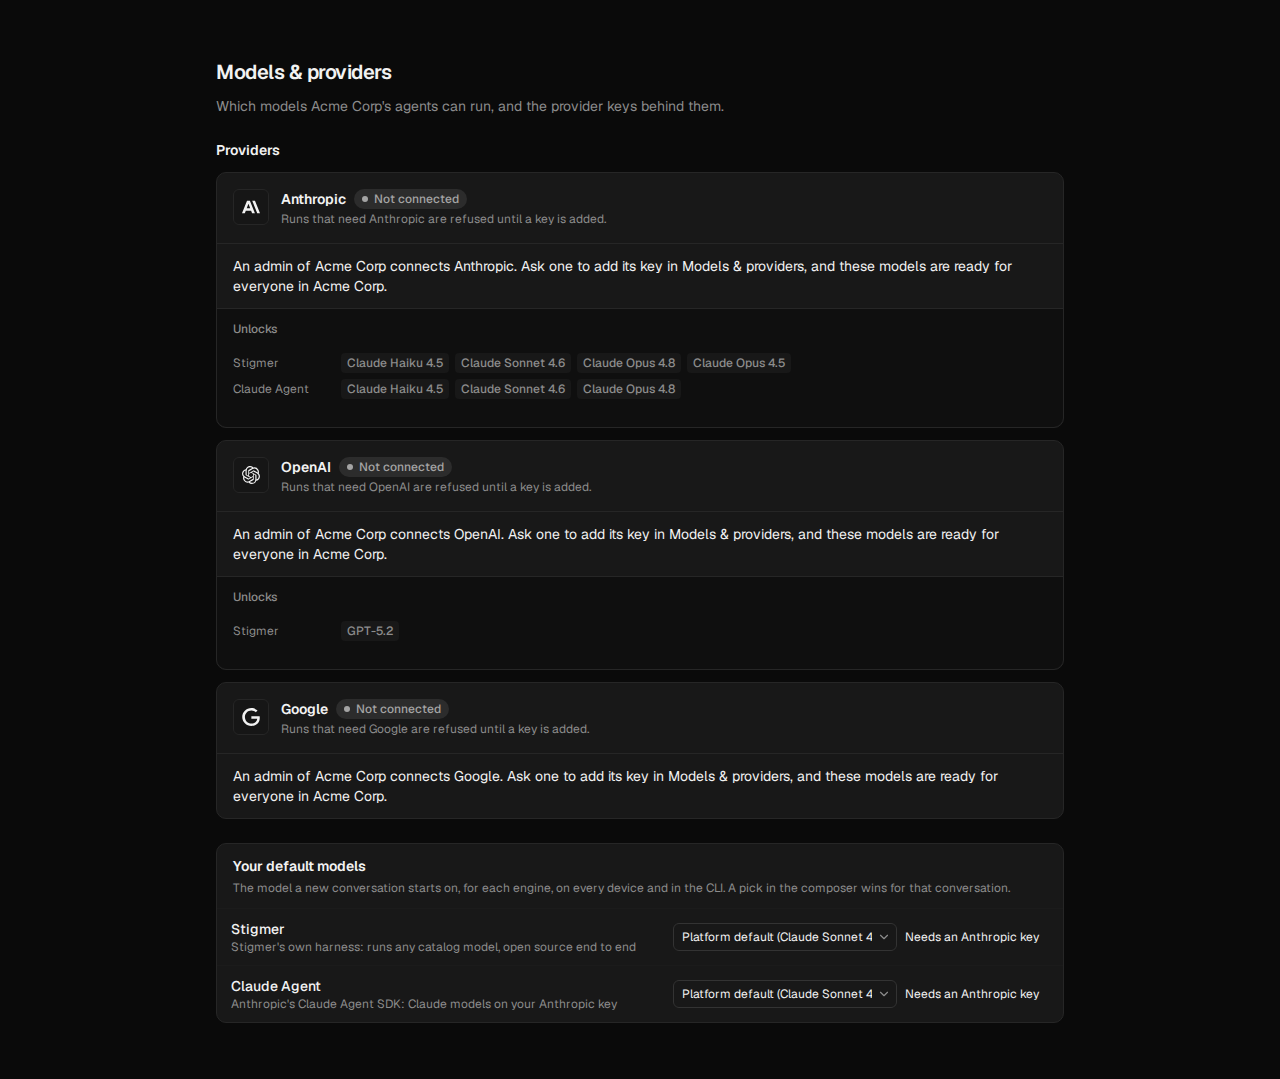 Models & providers
Which models Acme Corp's agents can run, and the provider keys behind them.
Providers
Anthropic
Not connected
Runs that need Anthropic are refused until a key is added.
An admin of Acme Corp connects Anthropic. Ask one to add its key in Models & providers, and these models are ready for
everyone in Acme Corp.
Unlocks
Stigmer Claude Haiku 4.5 Claude Sonnet 4.6 Claude Opus 4.8 Claude Opus 4.5
Claude Agent Claude Haiku 4.5 Claude Sonnet 4.6 Claude Opus 4.8
OpenAI
Not connected
Runs that need OpenAI are refused until a key is added.
An admin of Acme Corp connects OpenAI. Ask one to add its key in Models & providers, and these models are ready for
everyone in Acme Corp.
Unlocks
Stigmer GPT-5.2
Google
Not connected
Runs that need Google are refused until a key is added.
An admin of Acme Corp connects Google. Ask one to add its key in Models & providers, and these models are ready for
everyone in Acme Corp.
Your default models
The model a new conversation starts on, for each engine, on every device and in the CLI. A pick in the composer wins for that conversation.
Stigmer
Stigmer's own harness: runs any catalog model, open source end to end
Platform default (Claude Sonnet 4
Needs an Anthropic key
Claude Agent
Anthropic's Claude Agent SDK: Claude models on your Anthropic key
Platform default (Claude Sonnet 4
Needs an Anthropic key